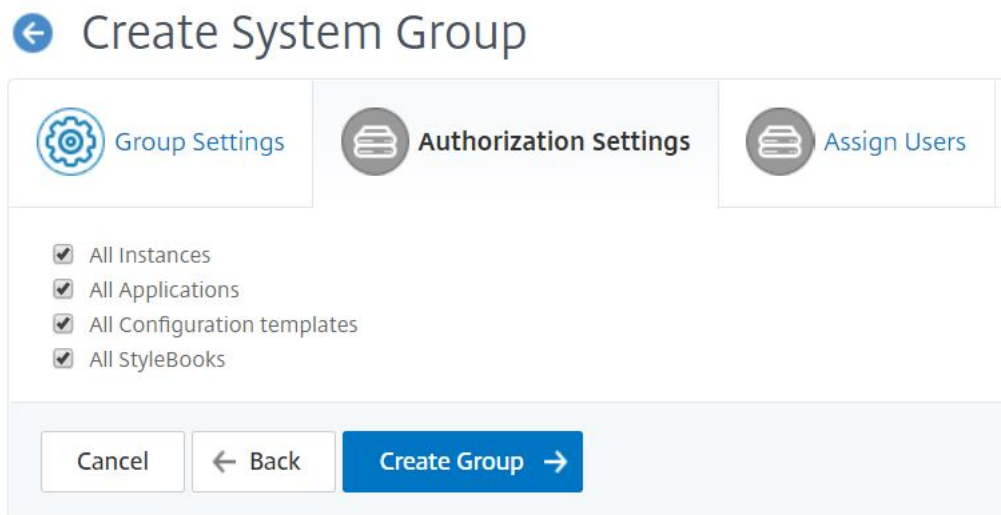 Create System Group
Group Settings
Authorization Settings
Assign Users
All Instances
All Applications
All Configuration templates
All StyleBooks
Cancel
Back
Create Group